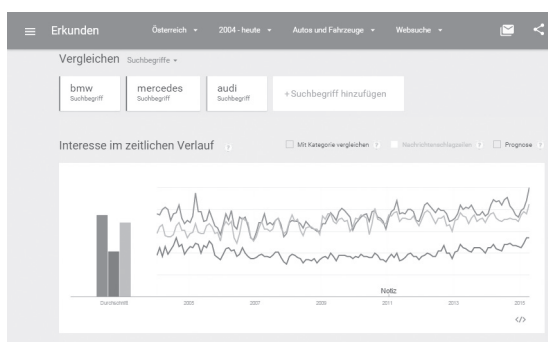 Erkunden Österreich 2004 - heute Autos und Fahrzeuge Websuche
Vergleichen Suchbegriffe
bmw mercedes audi +Suchbegriff hinzufügen
Suchbegriff Suchbegriff Suchbegriff
Interesse im zeitlichen Verlauf ? Mit Kategorie vergleichen ? Nachrichtenschlagzeilen ? Prognose ?
Notiz
Durchschnitt 2005 2007 2009 2011 2013 2015
</>